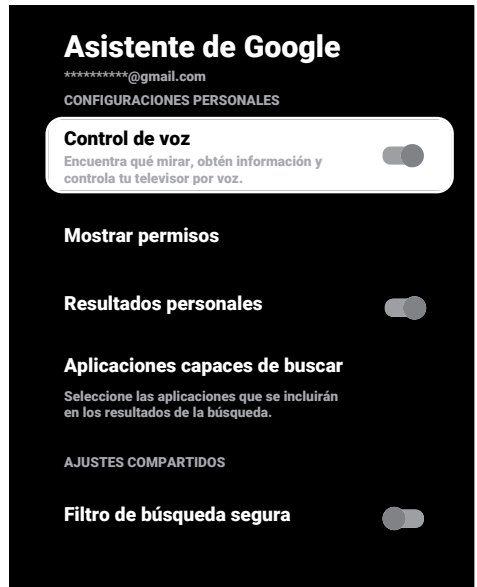 Asistente de Google
**********@gmail.com
CONFIGURACIONES PERSONALES
Control de voz
Encuentra qué mirar, obtén información y
controla tu televisor por voz.
Mostrar permisos
Resultados personales
Aplicaciones capaces de buscar
Seleccione las aplicaciones que se incluirán
en los resultados de la búsqueda.
AJUSTES COMPARTIDOS
Filtro de búsqueda segura